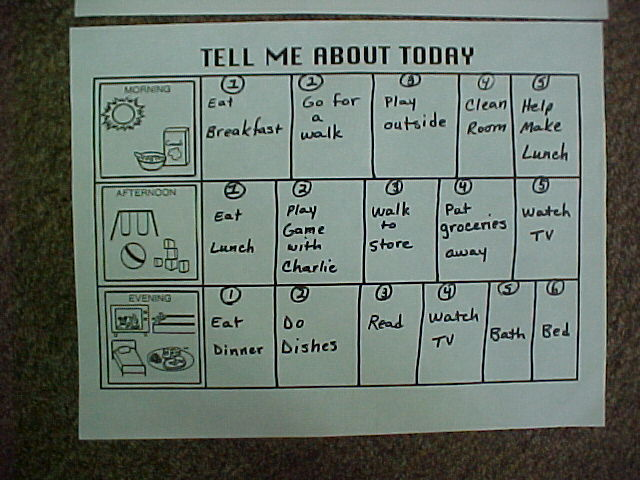 TELL ME ABOUT TODAY
MORNING
1
Eat
Breakfast
2
Go for
a
walk
3
Play
outside
4
Clean
Room
5
Help
Make
Lunch
AFTERNOON
1
Eat
Lunch
2
Play
Game
with
Charlie
3
Walk
to
Store
4
Put
groceries
away
5
Watch
TV
EVENING
1
Eat
Dinner
2
Do
Dishes
3
Read
4
Watch
TV
5
Bath
6
Bed